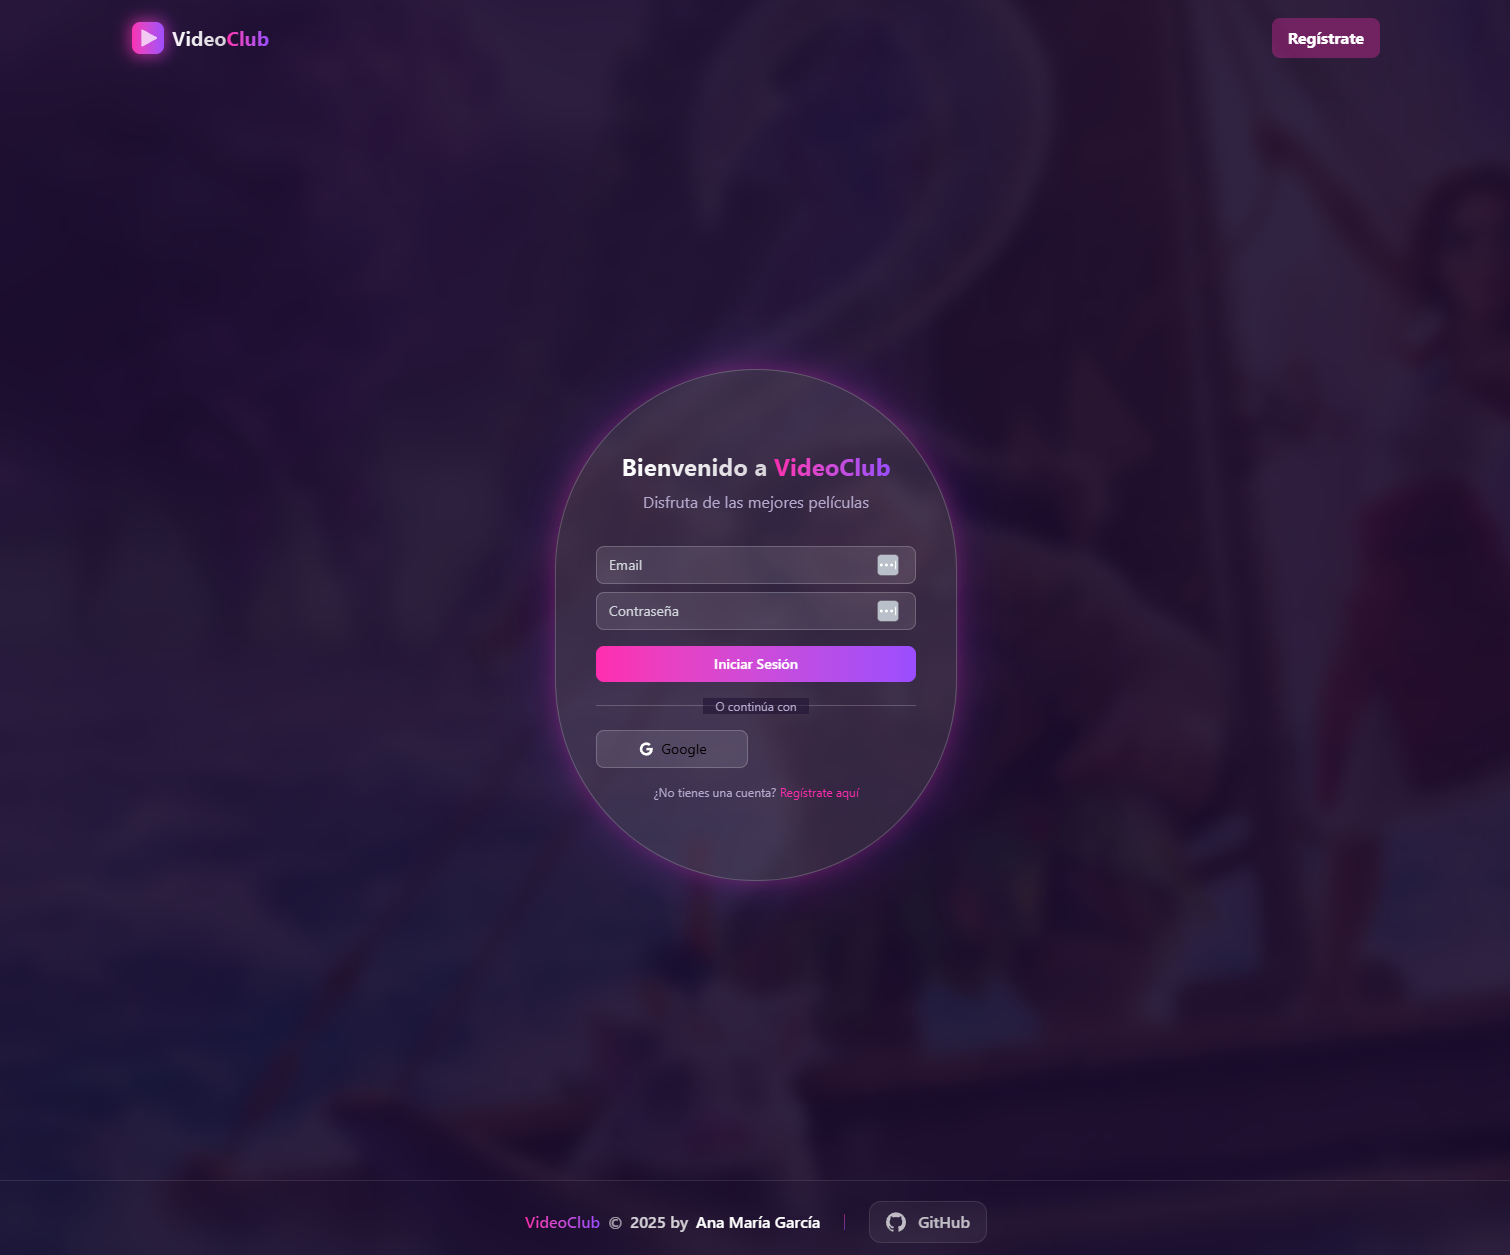 VideoClub
Regístrate
Bienvenido a VideoClub
Disfruta de las mejores películas
Email
Contraseña
Iniciar Sesión
O continúa con
Google
¿No tienes una cuenta? Regístrate aquí
VideoClub © 2025 by Ana María García
GitHub